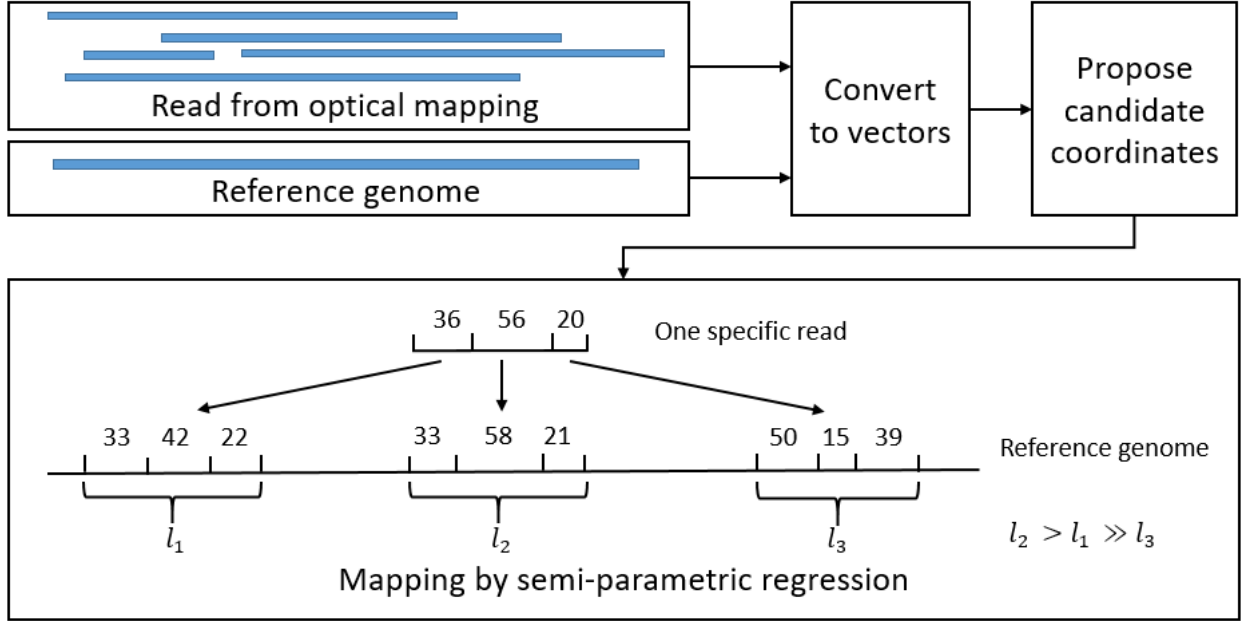 Read from optical mapping
Reference genome
Convert
to vectors
Propose
candidate
coordinates
36 56 20
One specific read
33 42 22
33 58 21
50 15 39
Reference genome
l₁
l₂
l₃
l₂ > l₁ ≫ l₃
Mapping by semi-parametric regression